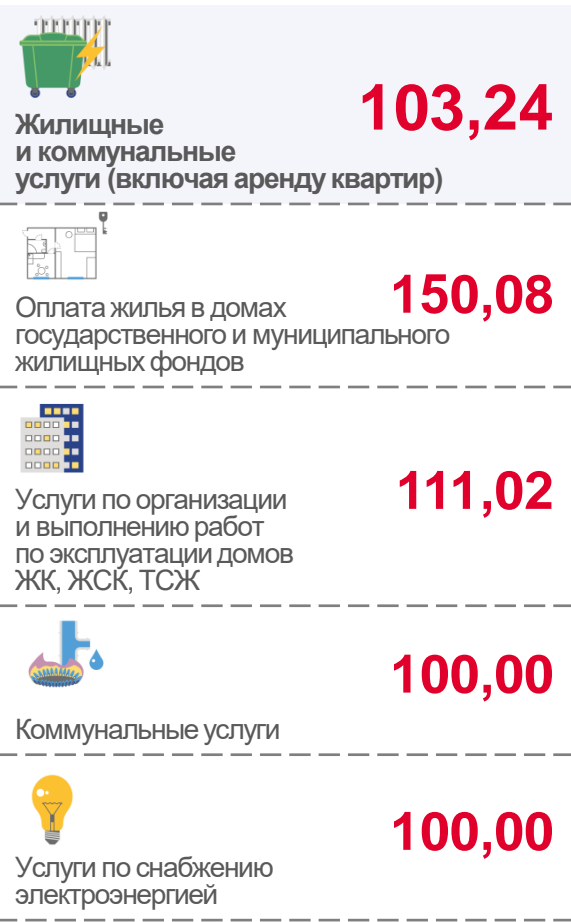 103,24
Жилищные
и коммунальные
услуги (включая аренду квартир)
150,08
Оплата жилья в домах
государственного и муниципального
жилищных фондов
111,02
Услуги по организации
и выполнению работ
по эксплуатации домов
ЖК, ЖСК, ТСЖ
100,00
Коммунальные услуги
100,00
Услуги по снабжению
электроэнергией